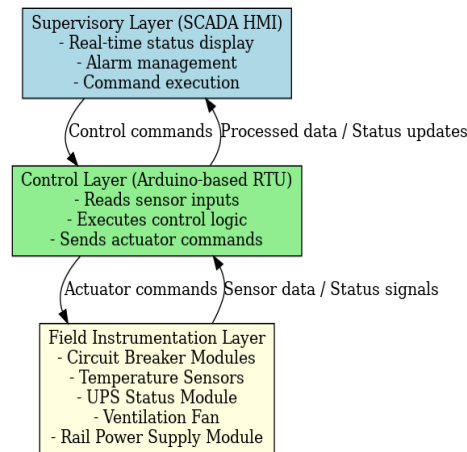 Supervisory Layer (SCADA HMI)
- Real-time status display
- Alarm management
- Command execution
Control commands
Processed data / Status updates
Control Layer (Arduino-based RTU)
- Reads sensor inputs
- Executes control logic
- Sends actuator commands
Actuator commands
Sensor data / Status signals
Field Instrumentation Layer
- Circuit Breaker Modules
- Temperature Sensors
- UPS Status Module
- Ventilation Fan
- Rail Power Supply Module